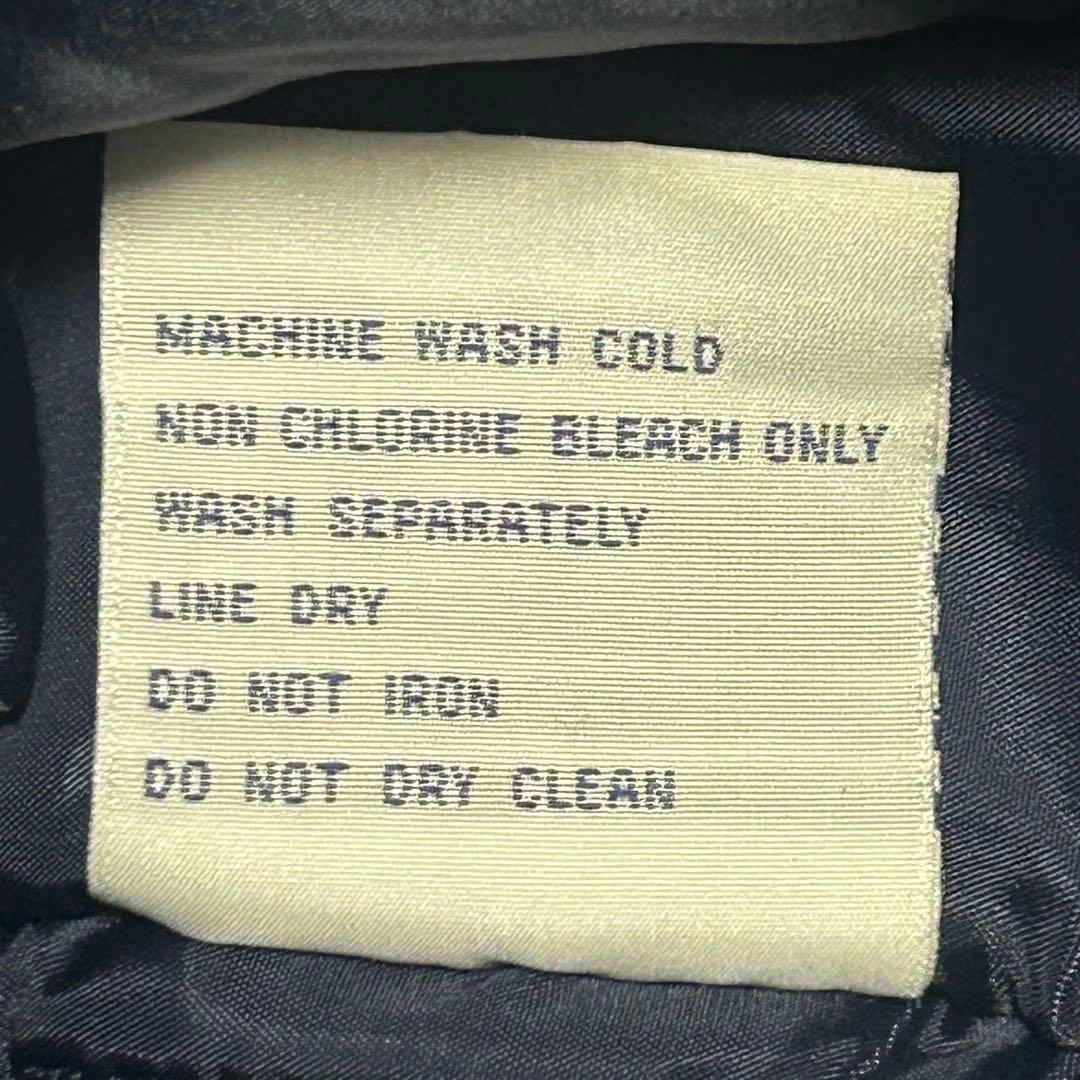 MACHINE WASH COLD
NON CHLORINE BLEACH ONLY
WASH SEPARATELY
LINE DRY
DO NOT IRON
DO NOT DRY CLEAN